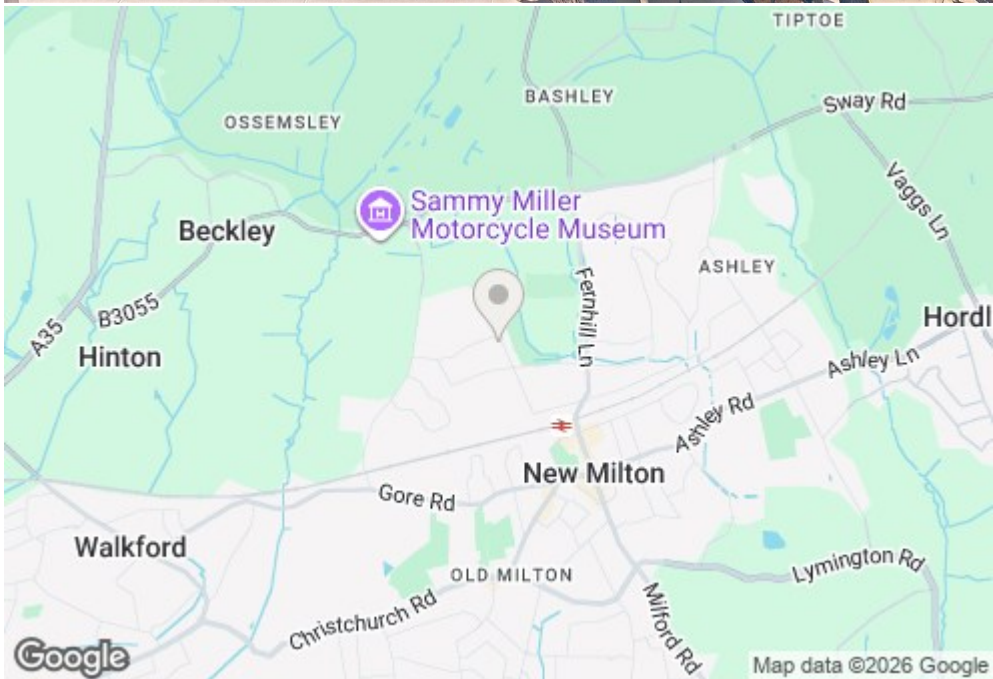 TIPTOE
BASHLEY
Sway Rd
OSSEMSLEY
Vaggs Ln
Sammy Miller
Motorcycle Museum
Beckley
ASHLEY
Fernhill Ln
B3055
A35
Hordl
Hinton
Ashley Ln
Ashley Rd
New Milton
Gore Rd
Walkford
OLD MILTON
Lymington Rd
Christchurch Rd
Milford Rd
Google
Map data ©2026 Google